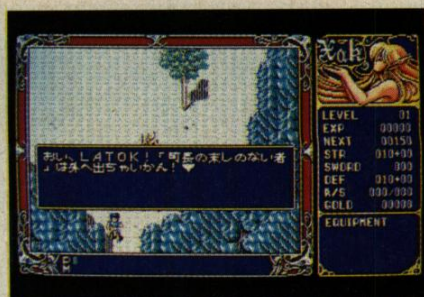 おい、LATOK!「町長の許しのない者
」は外へ出ちゃいかん!▼
P
M
Xak
LEVEL 01
EXP 00000
NEXT 00150
STR 010+00
SWORD 000
DEF 010+00
A/S 000/000
GOLD 00000
EQUIPMENT